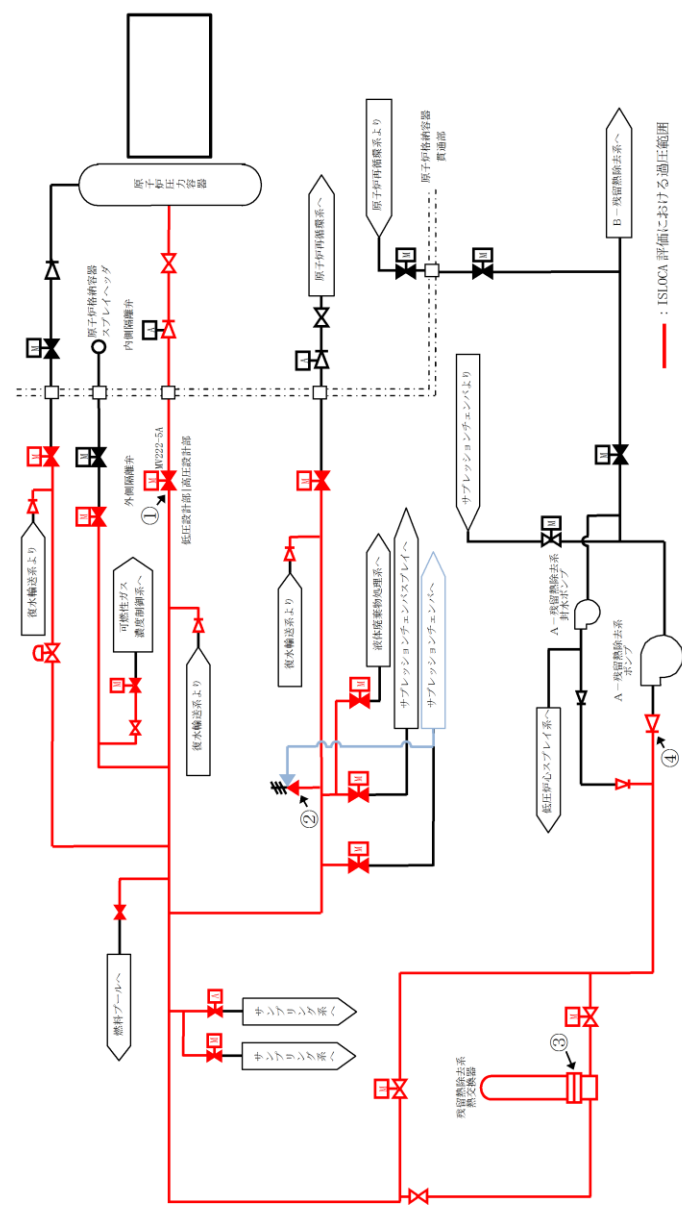 原子炉圧力容器
原子炉格納容器
スプレイヘッダ
内側隔離弁
A
M
M
M
M
M
外側隔離弁
MV222-5A
①
低圧設計部
高圧設計部
復水輸送系より
可燃性ガス
濃度制御系へ
M
復水輸送系より
燃料プールへ
原子炉再循環系へ
A
M
復水輸送系より
②
M
M
M
液体廃棄物処理系へ
サプレッションチェンバスプレイへ
サプレッションチェンバへ
A
M
サンプリング系へ
サンプリング系へ
原子炉再循環系より
原子炉格納容器
貫通部
M
M
B－残留熱除去系へ
サプレッションチェンバより
M
M
A－残留熱除去系
封水ポンプ
A－残留熱除去系
ポンプ
低圧炉心スプレイ系へ
④
M
M
残留熱除去系
熱交換器
③
：ISLOCA 評価における過圧範囲